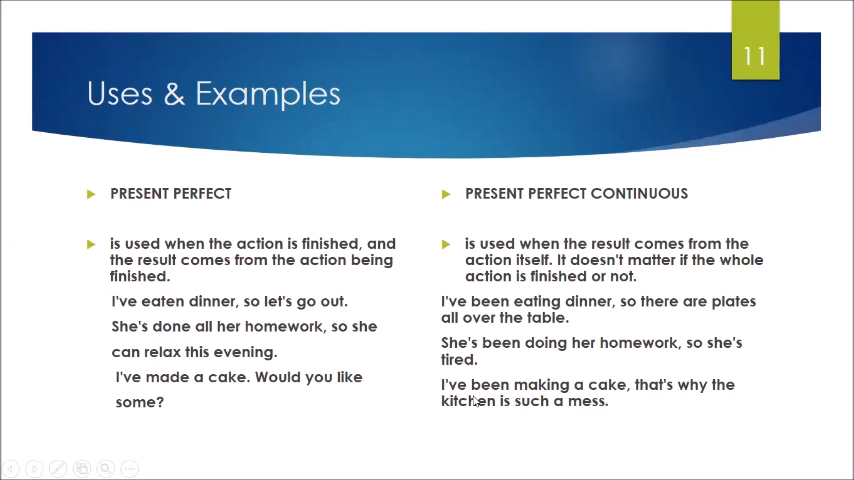 11
Uses & Examples
PRESENT PERFECT
is used when the action is finished, and
the result comes from the action being
finished.
I've eaten dinner, so let's go out.
She's done all her homework, so she
can relax this evening.
I've made a cake. Would you like
some?
PRESENT PERFECT CONTINUOUS
is used when the result comes from the
action itself. It doesn't matter if the whole
action is finished or not.
I've been eating dinner, so there are plates
all over the table.
She's been doing her homework, so she's
tired.
I've been making a cake, that's why the
kitchen is such a mess.